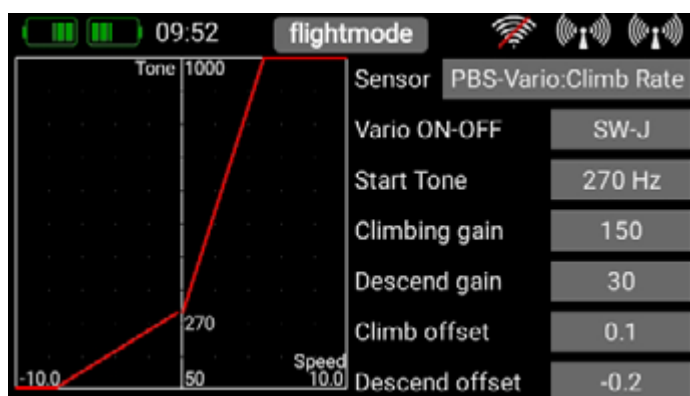 09:52 flightmode
Tone 1000
270
Speed
-10.0 50 10.0
Sensor PBS-Vario:Climb Rate
Vario ON-OFF SW-J
Start Tone 270 Hz
Climbing gain 150
Descend gain 30
Climb offset 0.1
Descend offset -0.2